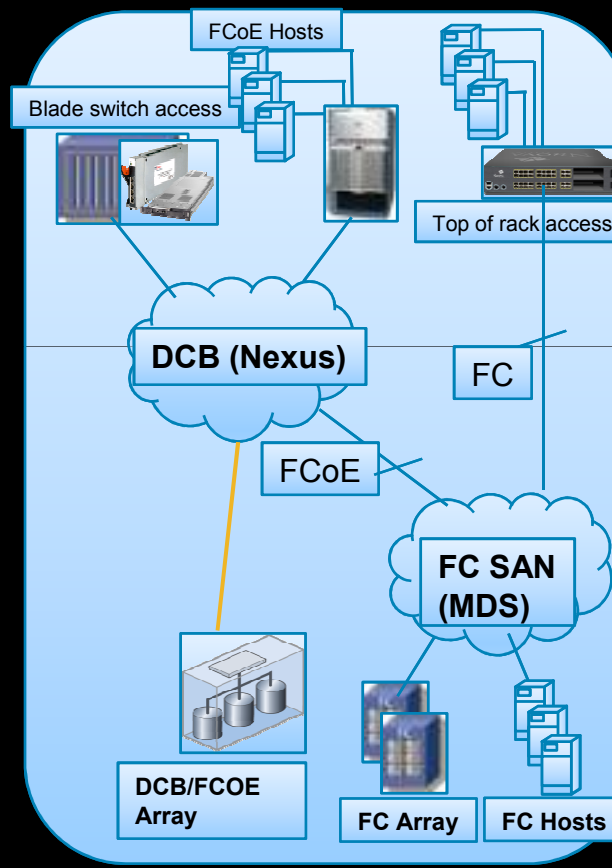 FCoE Hosts
Blade switch access
Top of rack access
DCB (Nexus)
FC
FCoE
FC SAN
(MDS)
DCB/FCOE
Array
FC Array
FC Hosts